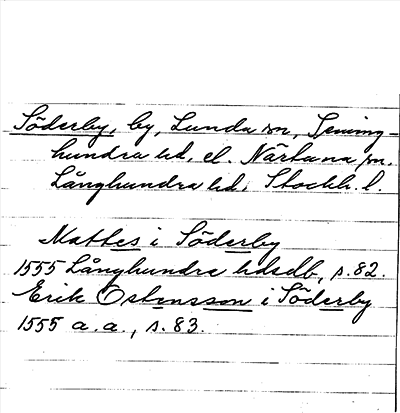 Söderby, by, Lunda sn, Seming-
hundra hd, el. Närtuna sn.
Långhundra hd, Stockh. l.
Mattes i Söderby
1555 Långhundra hdsdb, s. 82.
Erik Östensson i Söderby
1555 a. a., s. 83.